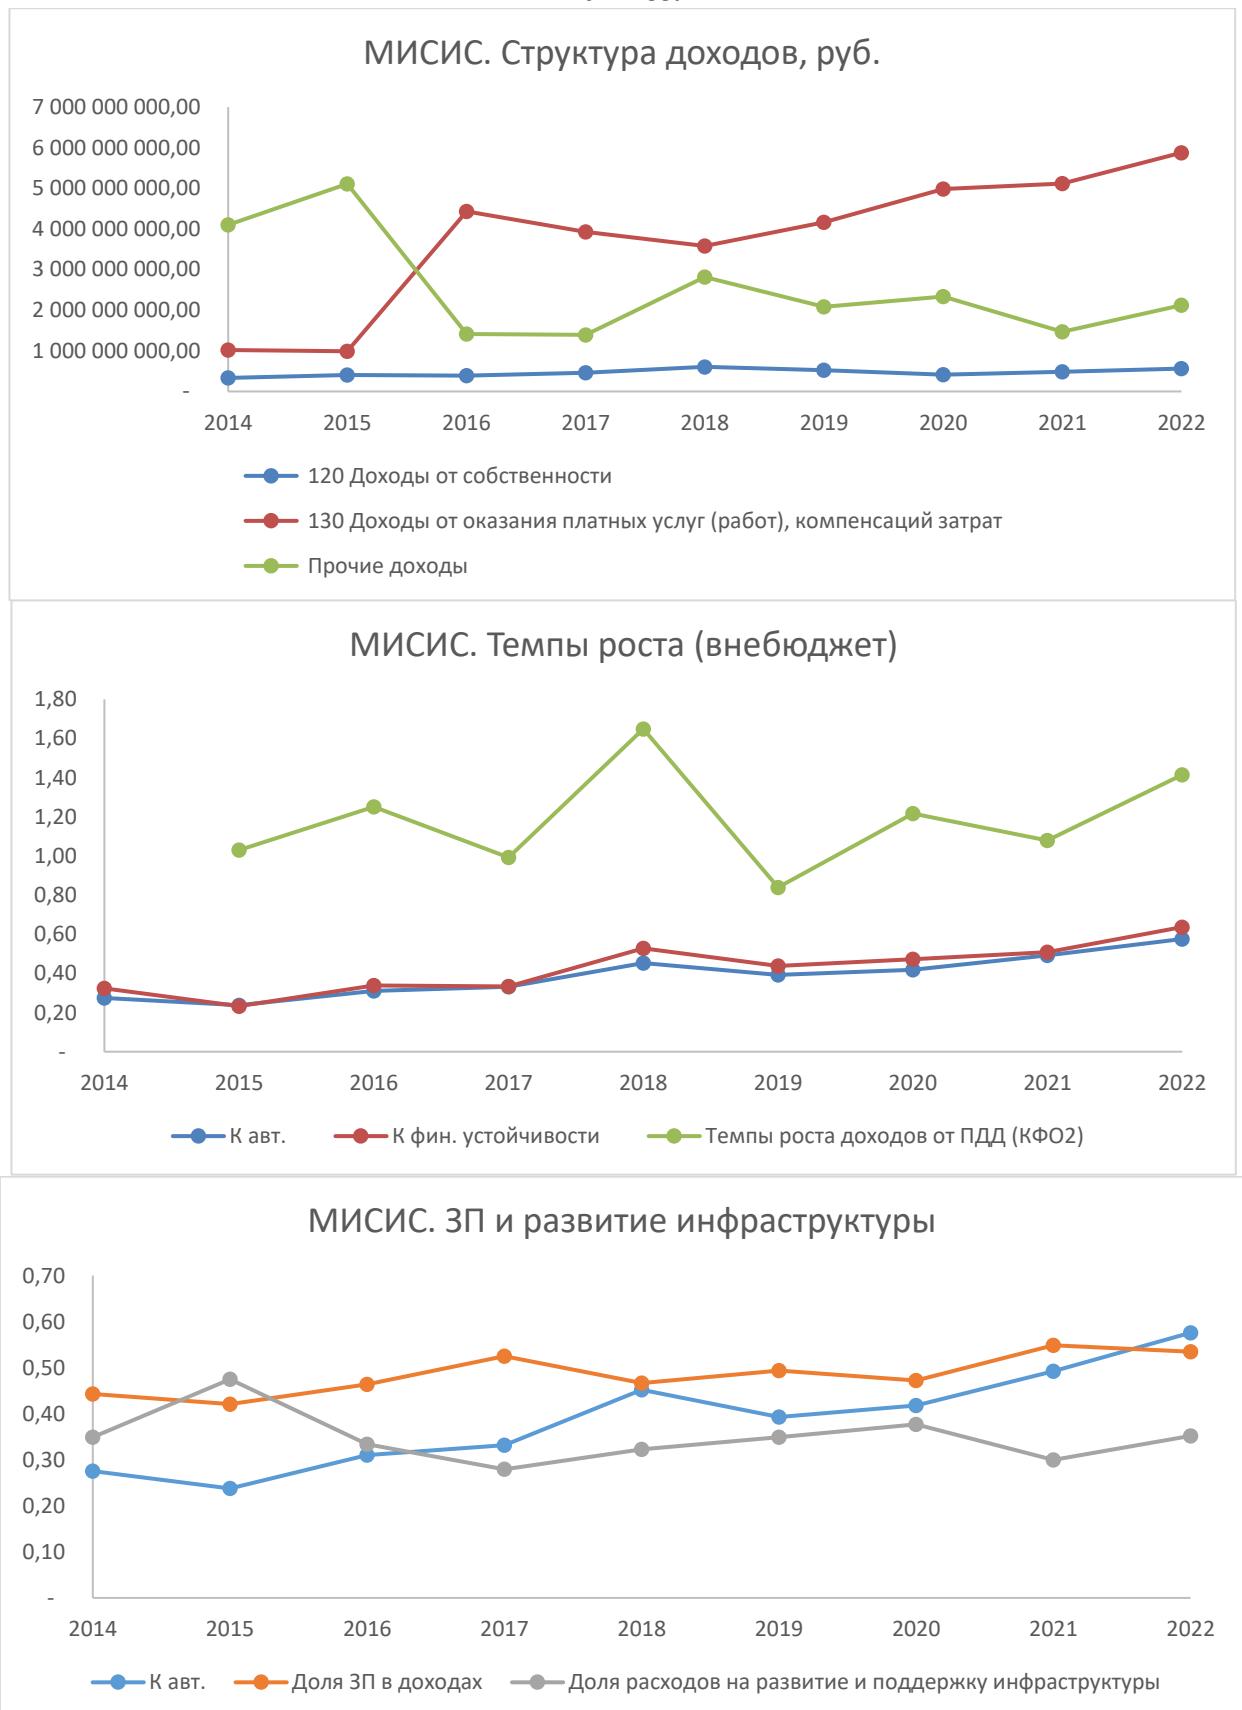 МИСИС. Структура доходов, руб.
7 000 000 000,00
6 000 000 000,00
5 000 000 000,00
4 000 000 000,00
3 000 000 000,00
2 000 000 000,00
1 000 000 000,00
-
2014 2015 2016 2017 2018 2019 2020 2021 2022
120 Доходы от собственности
130 Доходы от оказания платных услуг (работ), компенсаций затрат
Прочие доходы
МИСИС. Темпы роста (внебюджет)
1,80
1,60
1,40
1,20
1,00
0,80
0,60
0,40
0,20
-
2014 2015 2016 2017 2018 2019 2020 2021 2022
К авт. К фин. устойчивости Темпы роста доходов от ПДД (КФО2)
МИСИС. ЗП и развитие инфраструктуры
0,70
0,60
0,50
0,40
0,30
0,20
0,10
-
2014 2015 2016 2017 2018 2019 2020 2021 2022
К авт. Доля ЗП в доходах Доля расходов на развитие и поддержку инфраструктуры